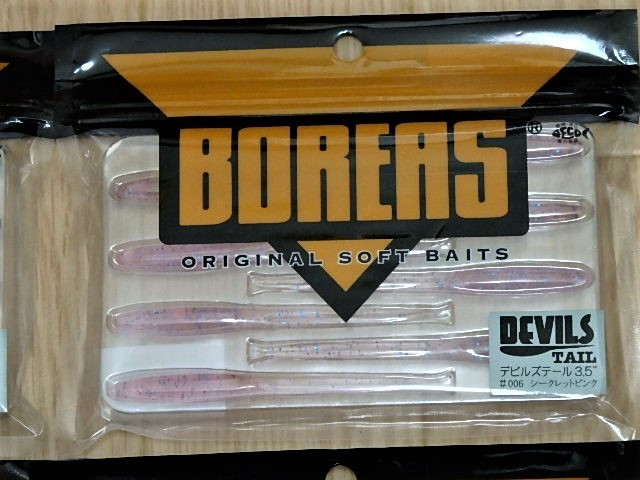 BOREAS®
ORIGINAL SOFT BAITS
DEVILS
TAIL
デビルズテール 3.5"
#006 シークレットピンク